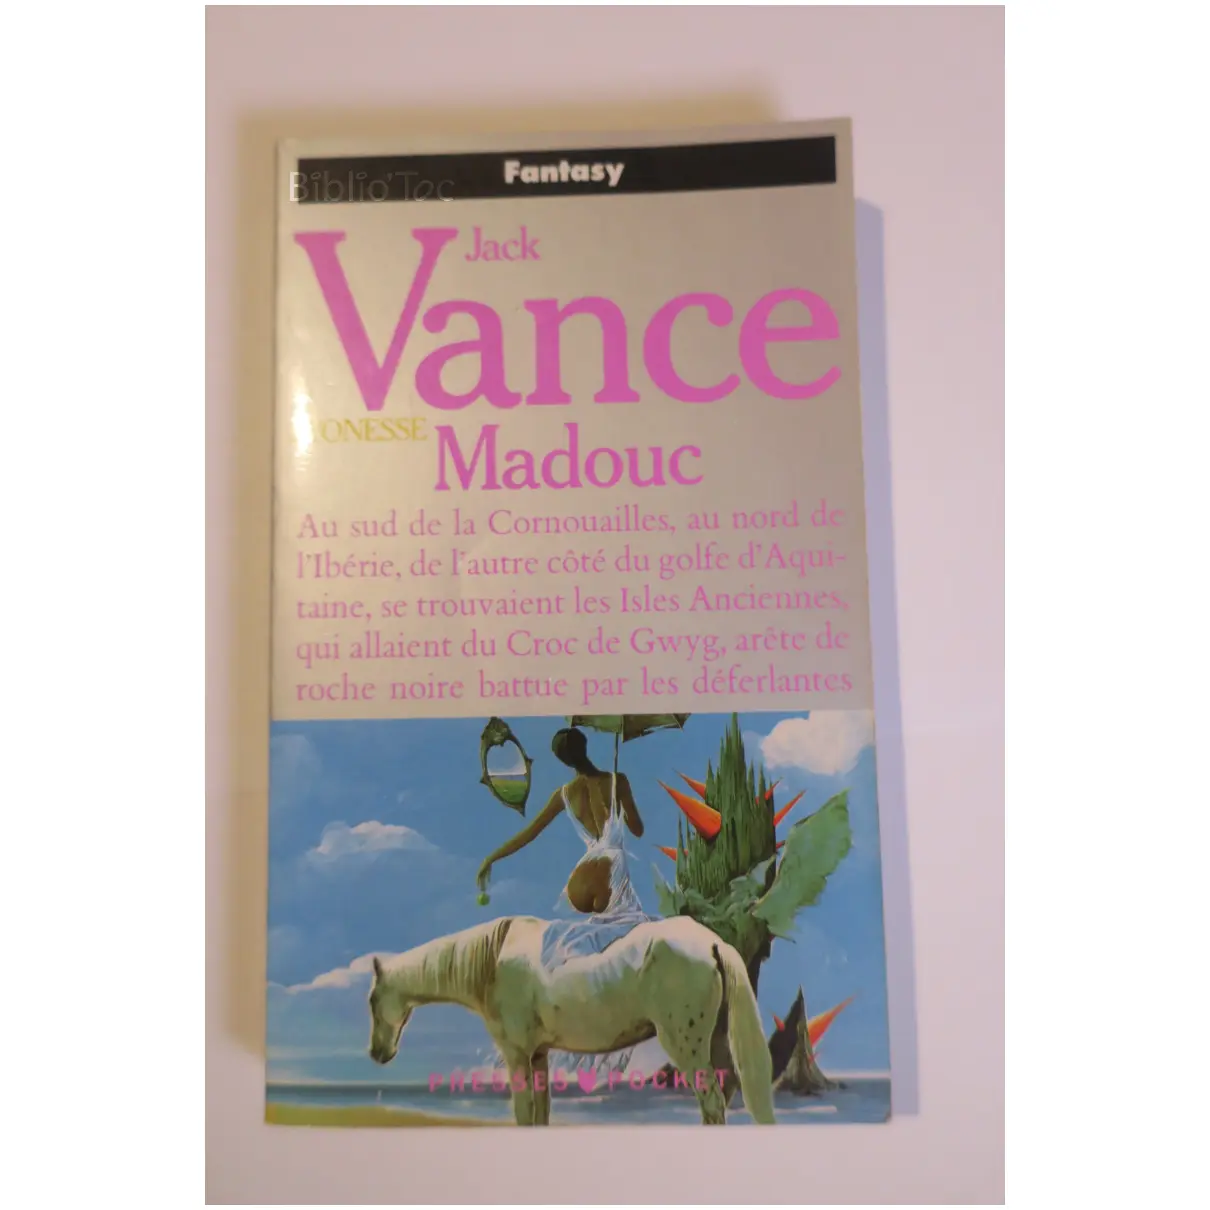 Fantasy
Biblio'Tec
Jack
Vance
ONESSE
Madouc
Au sud de la Cornouailles, au nord de
l'Ibérie, de l'autre côté du golfe d'Aqui-
taine, se trouvaient les Isles Anciennes,
qui allaient du Croc de Gwyg, arête de
roche noire battue par les déferlantes
PRESSES POCKET